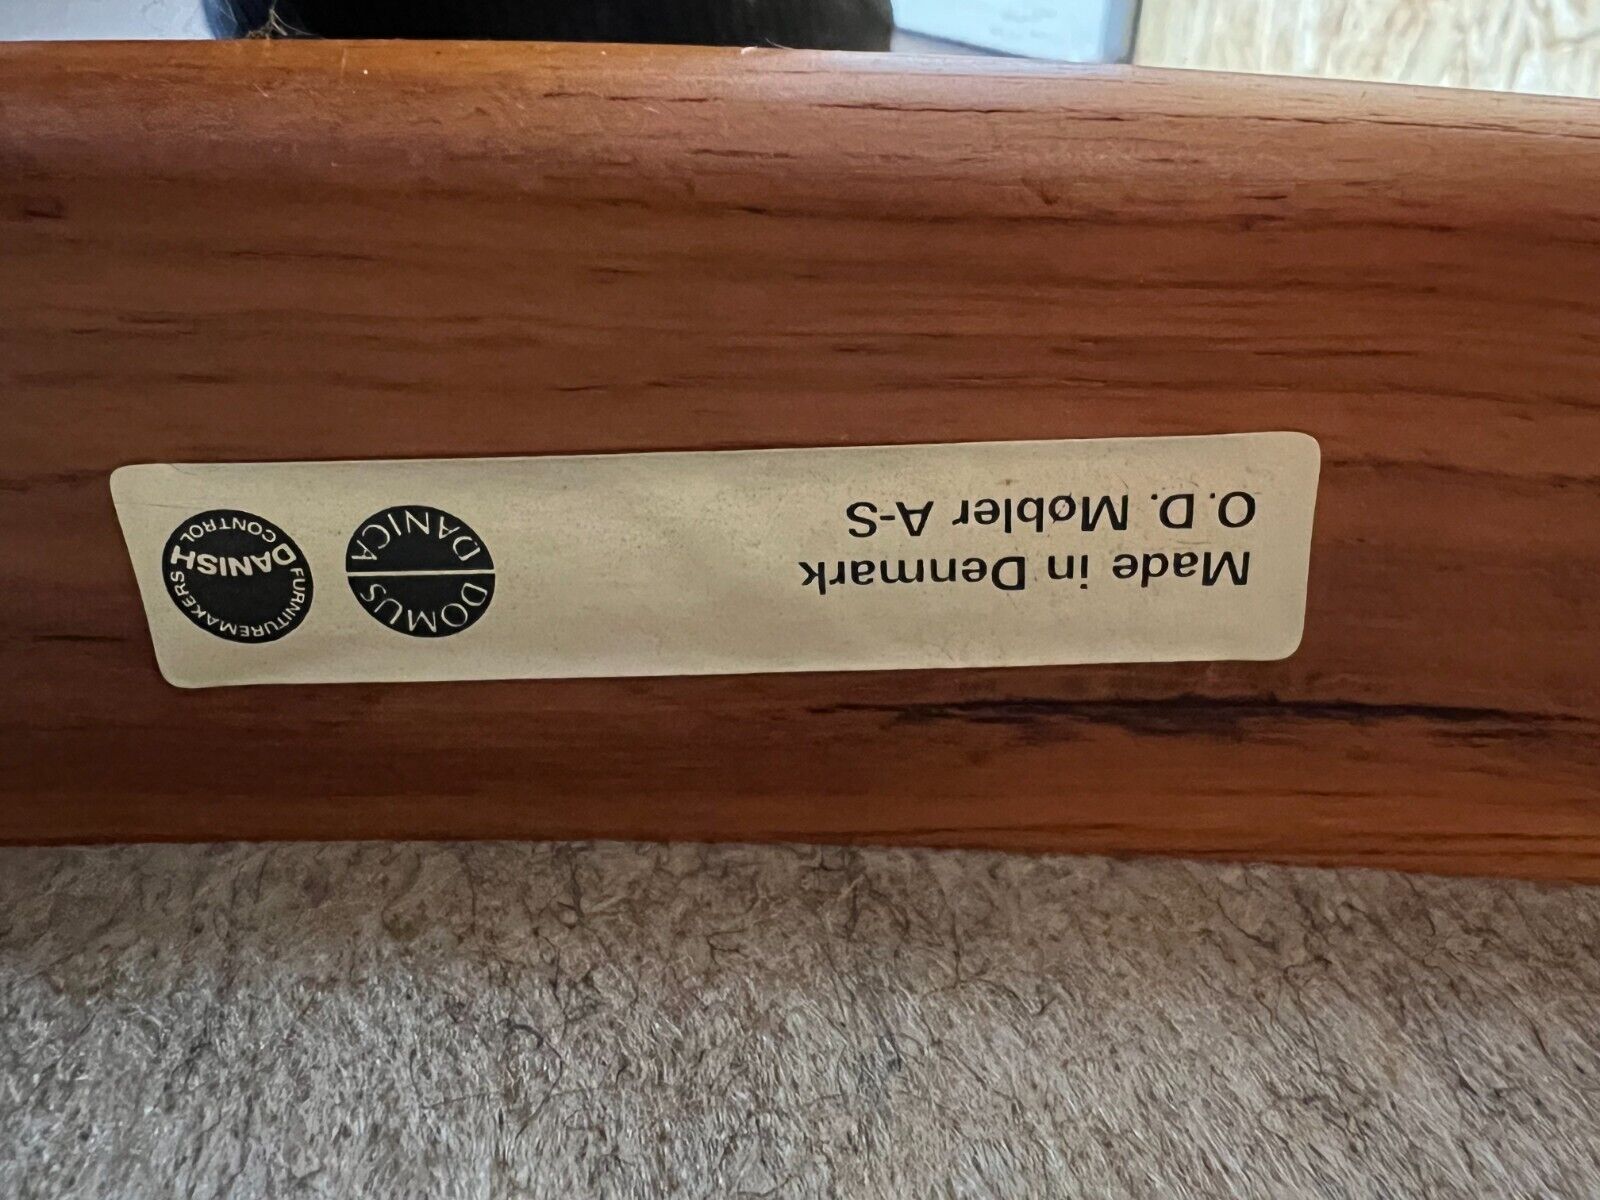 Made in Denmark
O.D. Møbler A-S
DOMUS
DANICA
FURNITUREMAKERS
DANISH
CONTROL